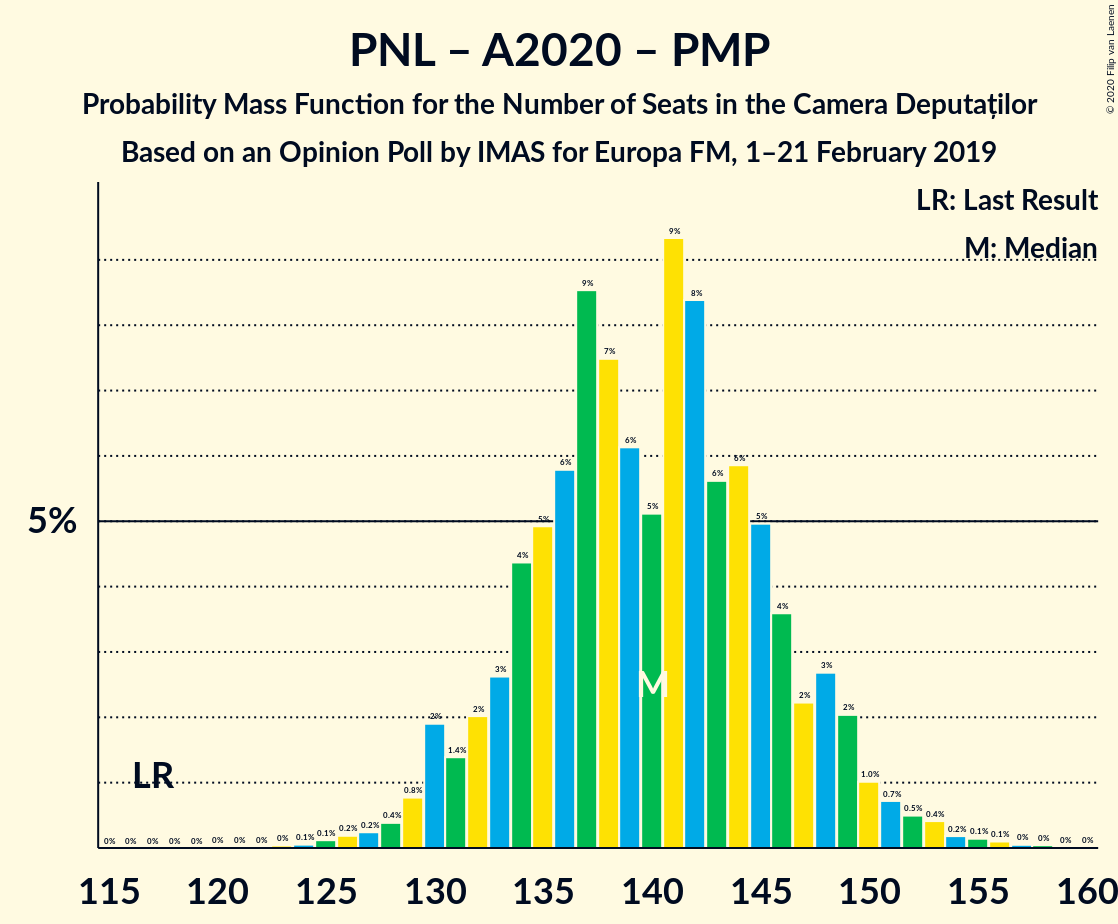 PNL – A2020 – PMP
Probability Mass Function for the Number of Seats in the Camera Deputaților
Based on an Opinion Poll by IMAS for Europa FM, 1–21 February 2019
© 2020 Filip van Laenen
LR: Last Result
M: Median
5%
0% 0% 0% 0% 0% 0% 0% 0% 0% 0.1% 0.1% 0.2% 0.2% 0.4% 0.8% 2% 1.4% 2% 3% 4% 5% 6% 9% 7% 6% 5% 9% 8% 6% 6% 5% 4% 2% 3% 2% 1.0% 0.7% 0.5% 0.4% 0.2% 0.1% 0.1% 0% 0% 0% 0%
M
LR
115 120 125 130 135 140 145 150 155 160